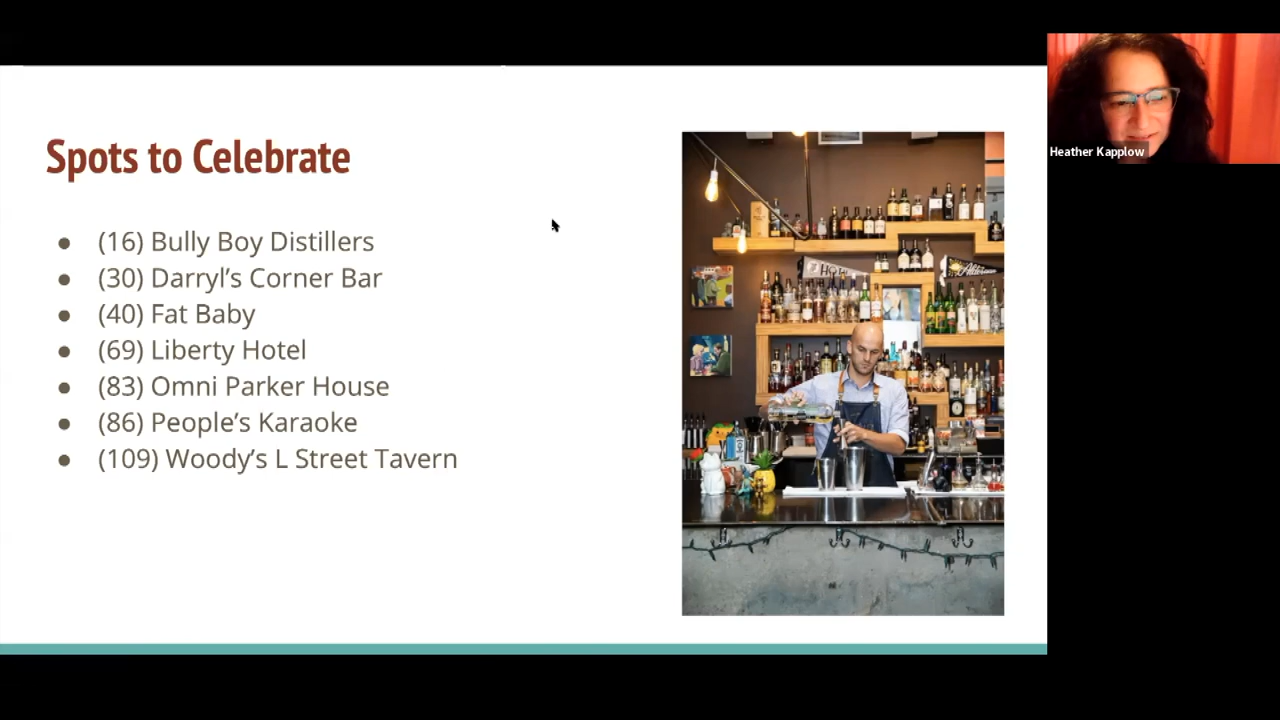 Spots to Celebrate
● (16) Bully Boy Distillers
● (30) Darryl’s Corner Bar
● (40) Fat Baby
● (69) Liberty Hotel
● (83) Omni Parker House
● (86) People’s Karaoke
● (109) Woody’s L Street Tavern
Heather Kapplow